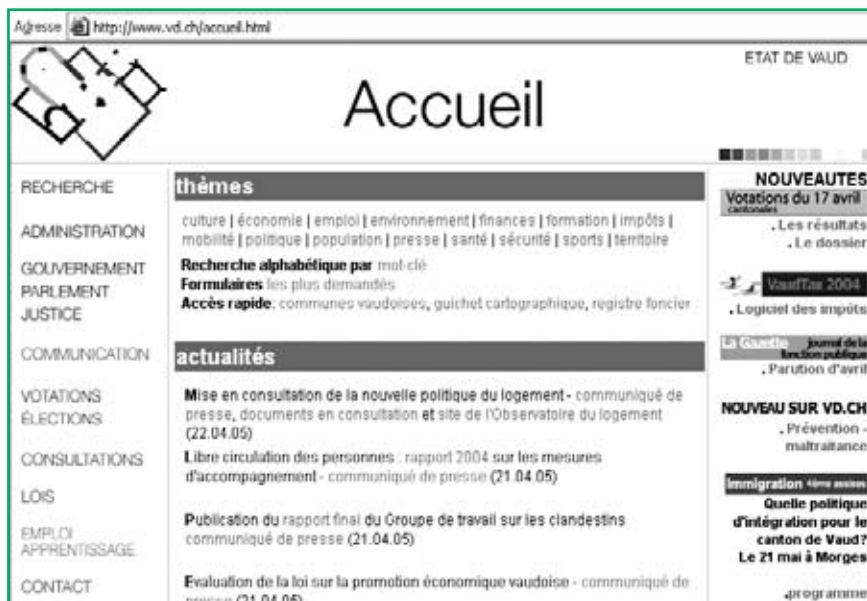 Adresse http://www.vd.ch/accueil.html
ETAT DE VAUD
Accueil
RECHERCHE
ADMINISTRATION
GOUVERNEMENT
PARLEMENT
JUSTICE
COMMUNICATION
VOTATIONS
ÉLECTIONS
CONSULTATIONS
LOIS
EMPLOI
APPRENTISSAGE
CONTACT
thèmes
culture | économie | emploi | environnement | finances | formation | impôts |
mobilité | politique | population | presse | santé | sécurité | sports | territoire
Recherche alphabétique par mot-clé
Formulaires les plus demandés
Accès rapide: communes vaudoises, guichet cartographique, registre foncier
actualités
Mise en consultation de la nouvelle politique du logement - communiqué de
presse, documents en consultation et site de l'Observatoire du logement
(22.04.05)
Libre circulation des personnes : rapport 2004 sur les mesures
d'accompagnement - communiqué de presse (21.04.05)
Publication du rapport final du Groupe de travail sur les clandestins
communiqué de presse (21.04.05)
Evaluation de la loi sur la promotion économique vaudoise - communiqué de
presse (21.04.05)
NOUVEAUTES
Votations du 17 avril
cantonales
. Les résultats
. Le dossier
VaudTax 2004
. Logiciel des impôts
La Gazette journal de la
fonction publique
. Parution d'avril
NOUVEAU SUR VD.CH
. Prévention -
maltraitance
Immigration 4ème assises
Quelle politique
d'intégration pour le
canton de Vaud?
Le 21 mai à Morges
.programme